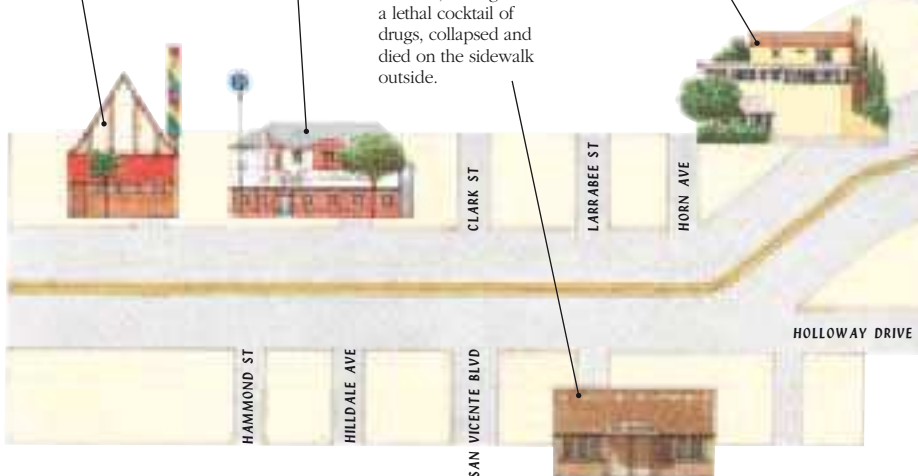 a lethal cocktail of
drugs, collapsed and
died on the sidewalk
outside.
CLARK ST
LARRABEE ST
HORN AVE
HOLLOWAY DRIVE
HAMMOND ST
HILLDALE AVE
SAN VICENTE BLVD